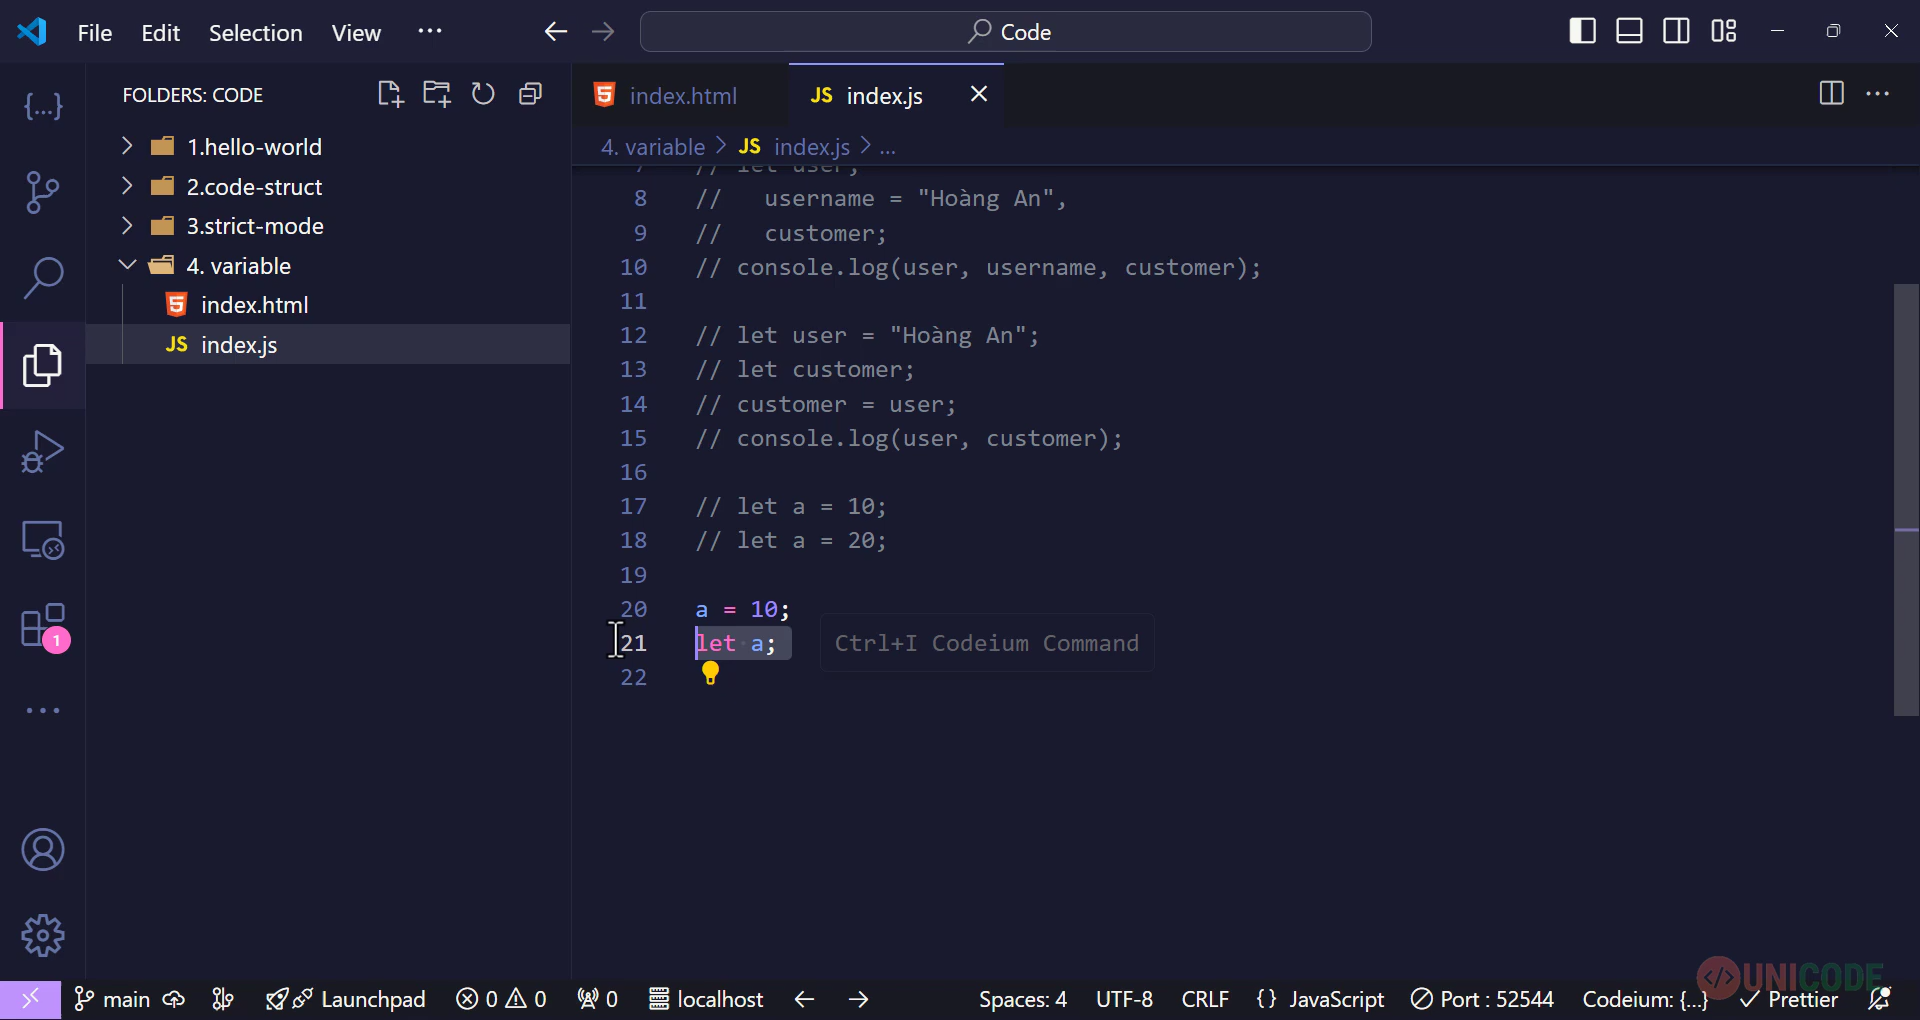 File Edit Selection View ···
Code
FOLDERS: CODE
1.hello-world
2.code-struct
3.strict-mode
4. variable
index.html
JS index.js
1
index.html
JS index.js
4. variable > JS index.js > ...
7 // let user,
8 // username = "Hoàng An",
9 // customer;
10 // console.log(user, username, customer);
11
12 // let user = "Hoàng An";
13 // let customer;
14 // customer = user;
15 // console.log(user, customer);
16
17 // let a = 10;
18 // let a = 20;
19
20 a = 10;
21 let a; Ctrl+I Codeium Command
22
UNICODE
main Launchpad 0 0 0 localhost Spaces: 4 UTF-8 CRLF {} JavaScript Port : 52544 Codeium: {...} Prettier